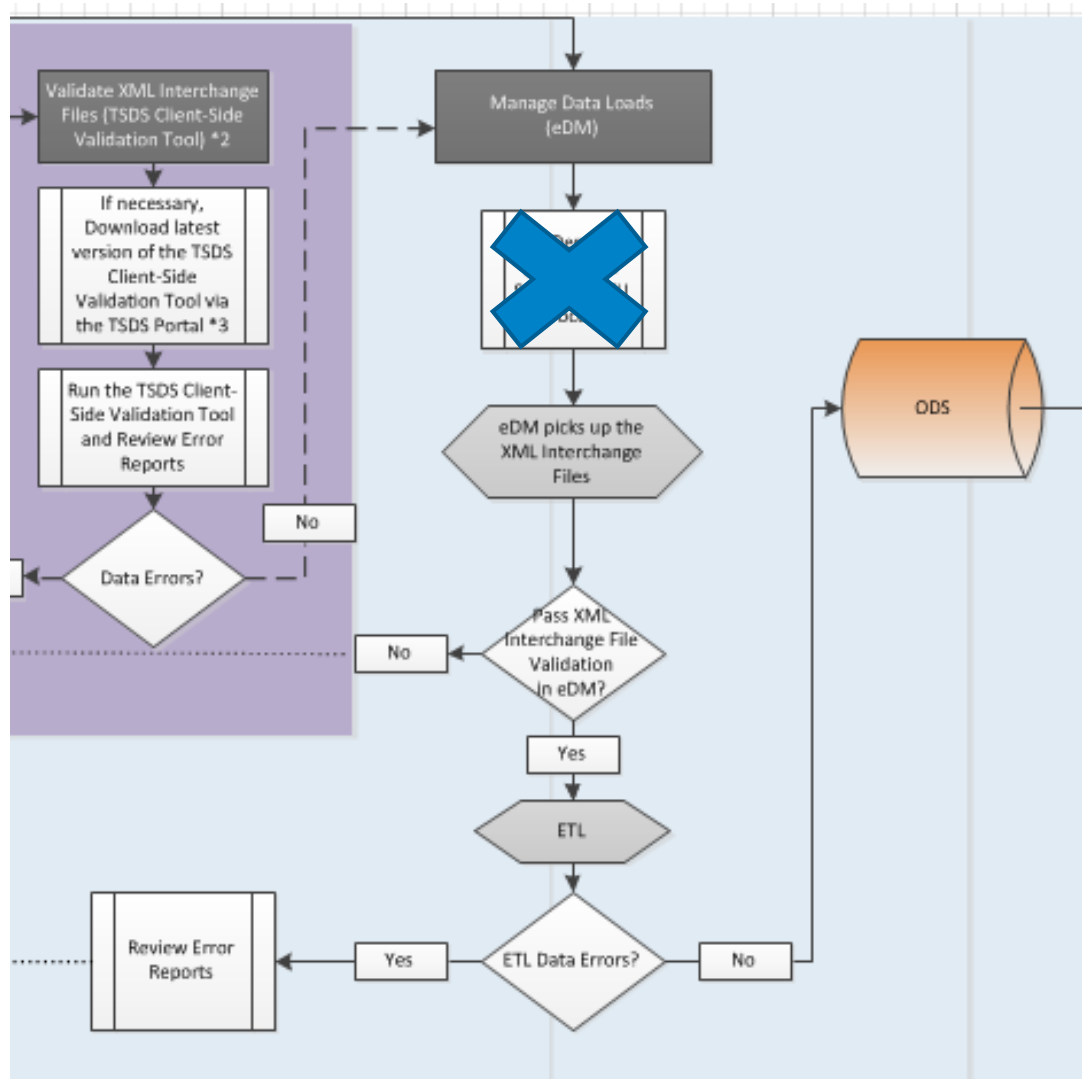 Validate XML Interchange
Files (TSDS Client-Side
Validation Tool) *2
If necessary,
Download latest
version of the TSDS
Client-Side
Validation Tool via
the TSDS Portal *3
Run the TSDS Client-
Side Validation Tool
and Review Error
Reports
Data Errors?
No
Manage Data Loads
(eDM)
eDM picks up the
XML Interchange
Files
Pass XML
Interchange File
Validation
in eDM?
No
Yes
ETL
ETL Data Errors?
Yes
Review Error
Reports
No
ODS